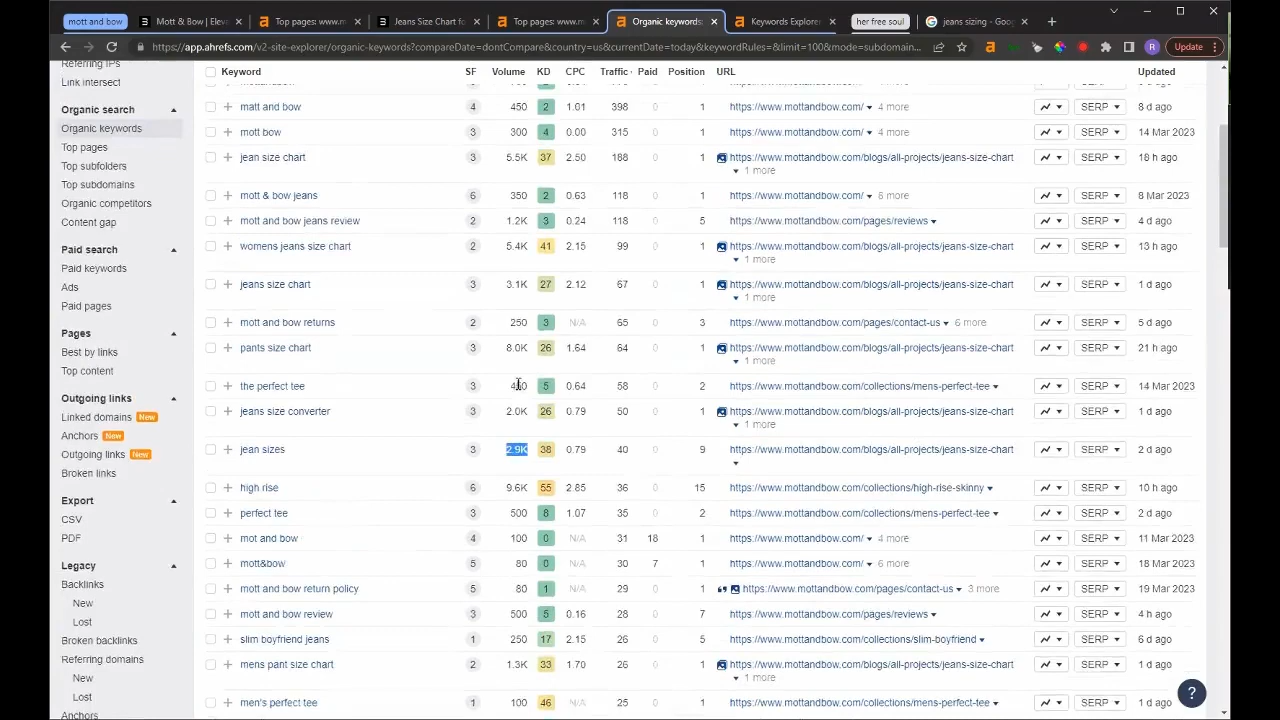 mott and bow
Mott & Bow | Elev
Top pages: www.m
Jeans Size Chart fo
Top pages: www.m
Organic keywords
Keywords Explorer
her free soul
jeans sizing - Goo
https://www.app.ahrefs.com/v2-site-explorer/organic-keywords?compareDate=dontCompare&country=us&currentDate=today&keywordRules=&limit=100&mode=subdomain...
R
Update
Referring IPs
Link intersect
Organic search
Organic keywords
Top pages
Top subfolders
Top subdomains
Organic competitors
Content gap
Paid search
Paid keywords
Ads
Paid pages
Pages
Best by links
Top content
Outgoing links
Linked domains New
Anchors New
Outgoing links New
Broken links
Export
CSV
PDF
Legacy
Backlinks
New
Lost
Broken backlinks
Referring domains
New
Lost
Anchors
Keyword SF Volume KD CPC Traffic Paid Position URL Updated
matt and bow 4 450 2 1.01 398 0 1 https://www.mottandbow.com/ 4 more SERP 8 d ago
mott bow 3 300 4 0.00 315 0 1 https://www.mottandbow.com/ 4 more SERP 14 Mar 2023
jean size chart 3 5.5K 37 2.50 188 0 1 https://www.mottandbow.com/blogs/all-projects/jeans-size-chart SERP 18 h ago
1 more
mott & bow jeans 6 350 2 0.63 118 0 1 https://www.mottandbow.com/ 8 more SERP 8 Mar 2023
mott and bow jeans review 2 1.2K 3 0.24 118 0 5 https://www.mottandbow.com/pages/reviews SERP 4 d ago
womens jeans size chart 2 5.4K 41 2.15 99 0 1 https://www.mottandbow.com/blogs/all-projects/jeans-size-chart SERP 13 h ago
1 more
jeans size chart 3 3.1K 27 2.12 67 0 1 https://www.mottandbow.com/blogs/all-projects/jeans-size-chart SERP 1 d ago
1 more
mott and bow returns 2 250 3 N/A 65 0 3 https://www.mottandbow.com/pages/contact-us 6 more SERP 5 d ago
pants size chart 3 8.0K 26 1.64 64 0 1 https://www.mottandbow.com/blogs/all-projects/jeans-size-chart SERP 21 h ago
1 more
the perfect tee 3 5 0.64 58 0 2 https://www.mottandbow.com/collections/mens-perfect-tee SERP 14 Mar 2023
jeans size converter 3 2.0K 26 0.79 50 0 1 https://www.mottandbow.com/blogs/all-projects/jeans-size-chart SERP 1 d ago
1 more
jean sizes 3 2.9K 38 0.79 40 0 9 https://www.mottandbow.com/blogs/all-projects/jeans-size-chart SERP 2 d ago
high rise 6 9.6K 55 2.85 36 0 15 https://www.mottandbow.com/collections/high-rise-skinny SERP 10 h ago
perfect tee 3 500 8 1.07 35 0 2 https://www.mottandbow.com/collections/mens-perfect-tee SERP 2 d ago
mot and bow 4 100 0 N/A 31 18 1 https://www.mottandbow.com/ 4 more SERP 11 Mar 2023
mott&bow 5 80 0 N/A 30 7 1 https://www.mottandbow.com/ 6 more SERP 18 Mar 2023
mott and bow return policy 5 80 1 N/A 29 0 1 https://www.mottandbow.com/pages/contact-us 3 more SERP 19 Mar 2023
mott and bow review 3 500 5 0.16 28 0 7 https://www.mottandbow.com/pages/reviews SERP 4 h ago
slim boyfriend jeans 1 250 17 2.15 26 0 5 https://www.mottandbow.com/collections/slim-boyfriend SERP 6 d ago
mens pant size chart 2 1.3K 33 1.70 26 0 1 https://www.mottandbow.com/blogs/all-projects/jeans-size-chart SERP 1 d ago
1 more
men's perfect tee 1 100 46 N/A 25 0 1 https://www.mottandbow.com/collections/mens-perfect-tee SERP 1 d ago
?